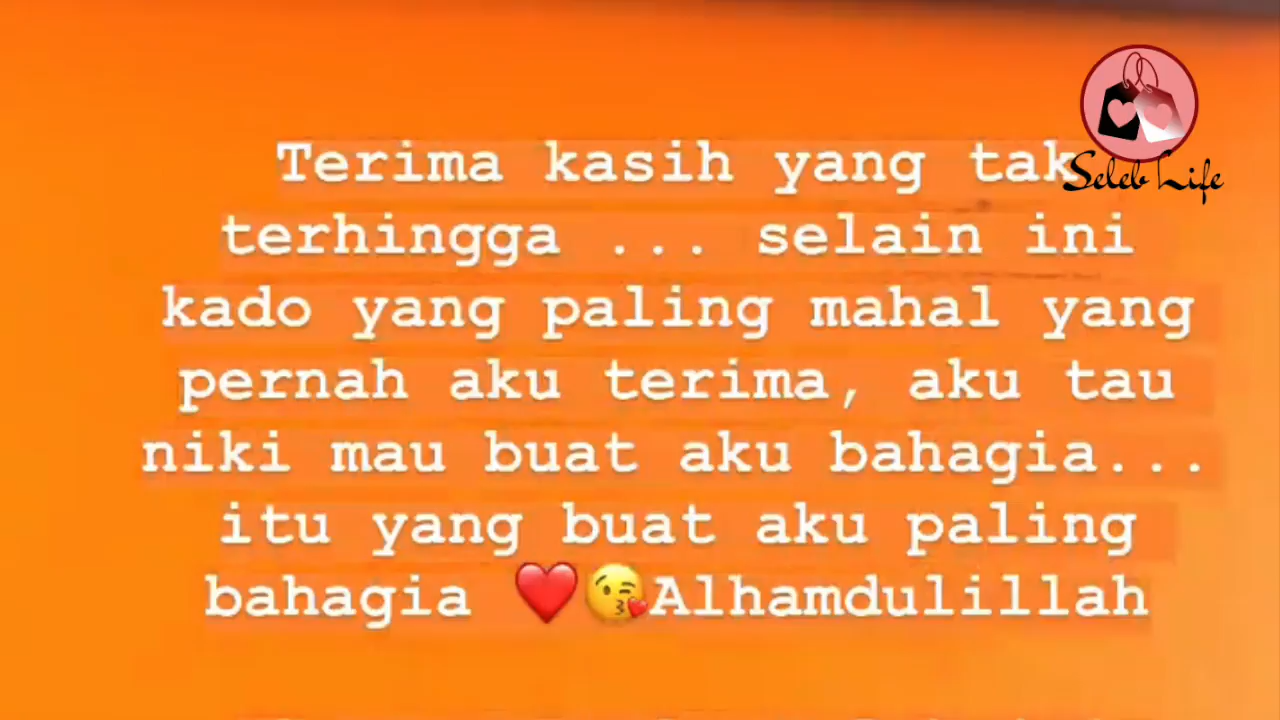 Seleb Life
Terima kasih yang tak
terhingga ... selain ini
kado yang paling mahal yang
pernah aku terima, aku tau
niki mau buat aku bahagia...
itu yang buat aku paling
bahagia ❤️😘Alhamdulillah